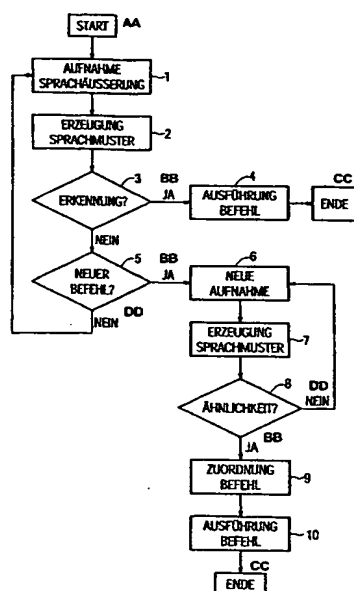 START AA
AUFNAHME
SPRACHÄUSSERUNG
1
ERZEUGUNG
SPRACHMUSTER
2
3
ERKENNUNG?
BB
JA
4
AUSFÜHRUNG
BEFEHL
CC
ENDE
NEIN
5
NEUER
BEFEHL?
BB
JA
6
NEUE
AUFNAHME
NEIN
DD
ERZEUGUNG
SPRACHMUSTER
7
8
ÄHNLICHKEIT?
DD
NEIN
BB
JA
ZUORDNUNG
BEFEHL
9
AUSFÜHRUNG
BEFEHL
10
CC
ENDE